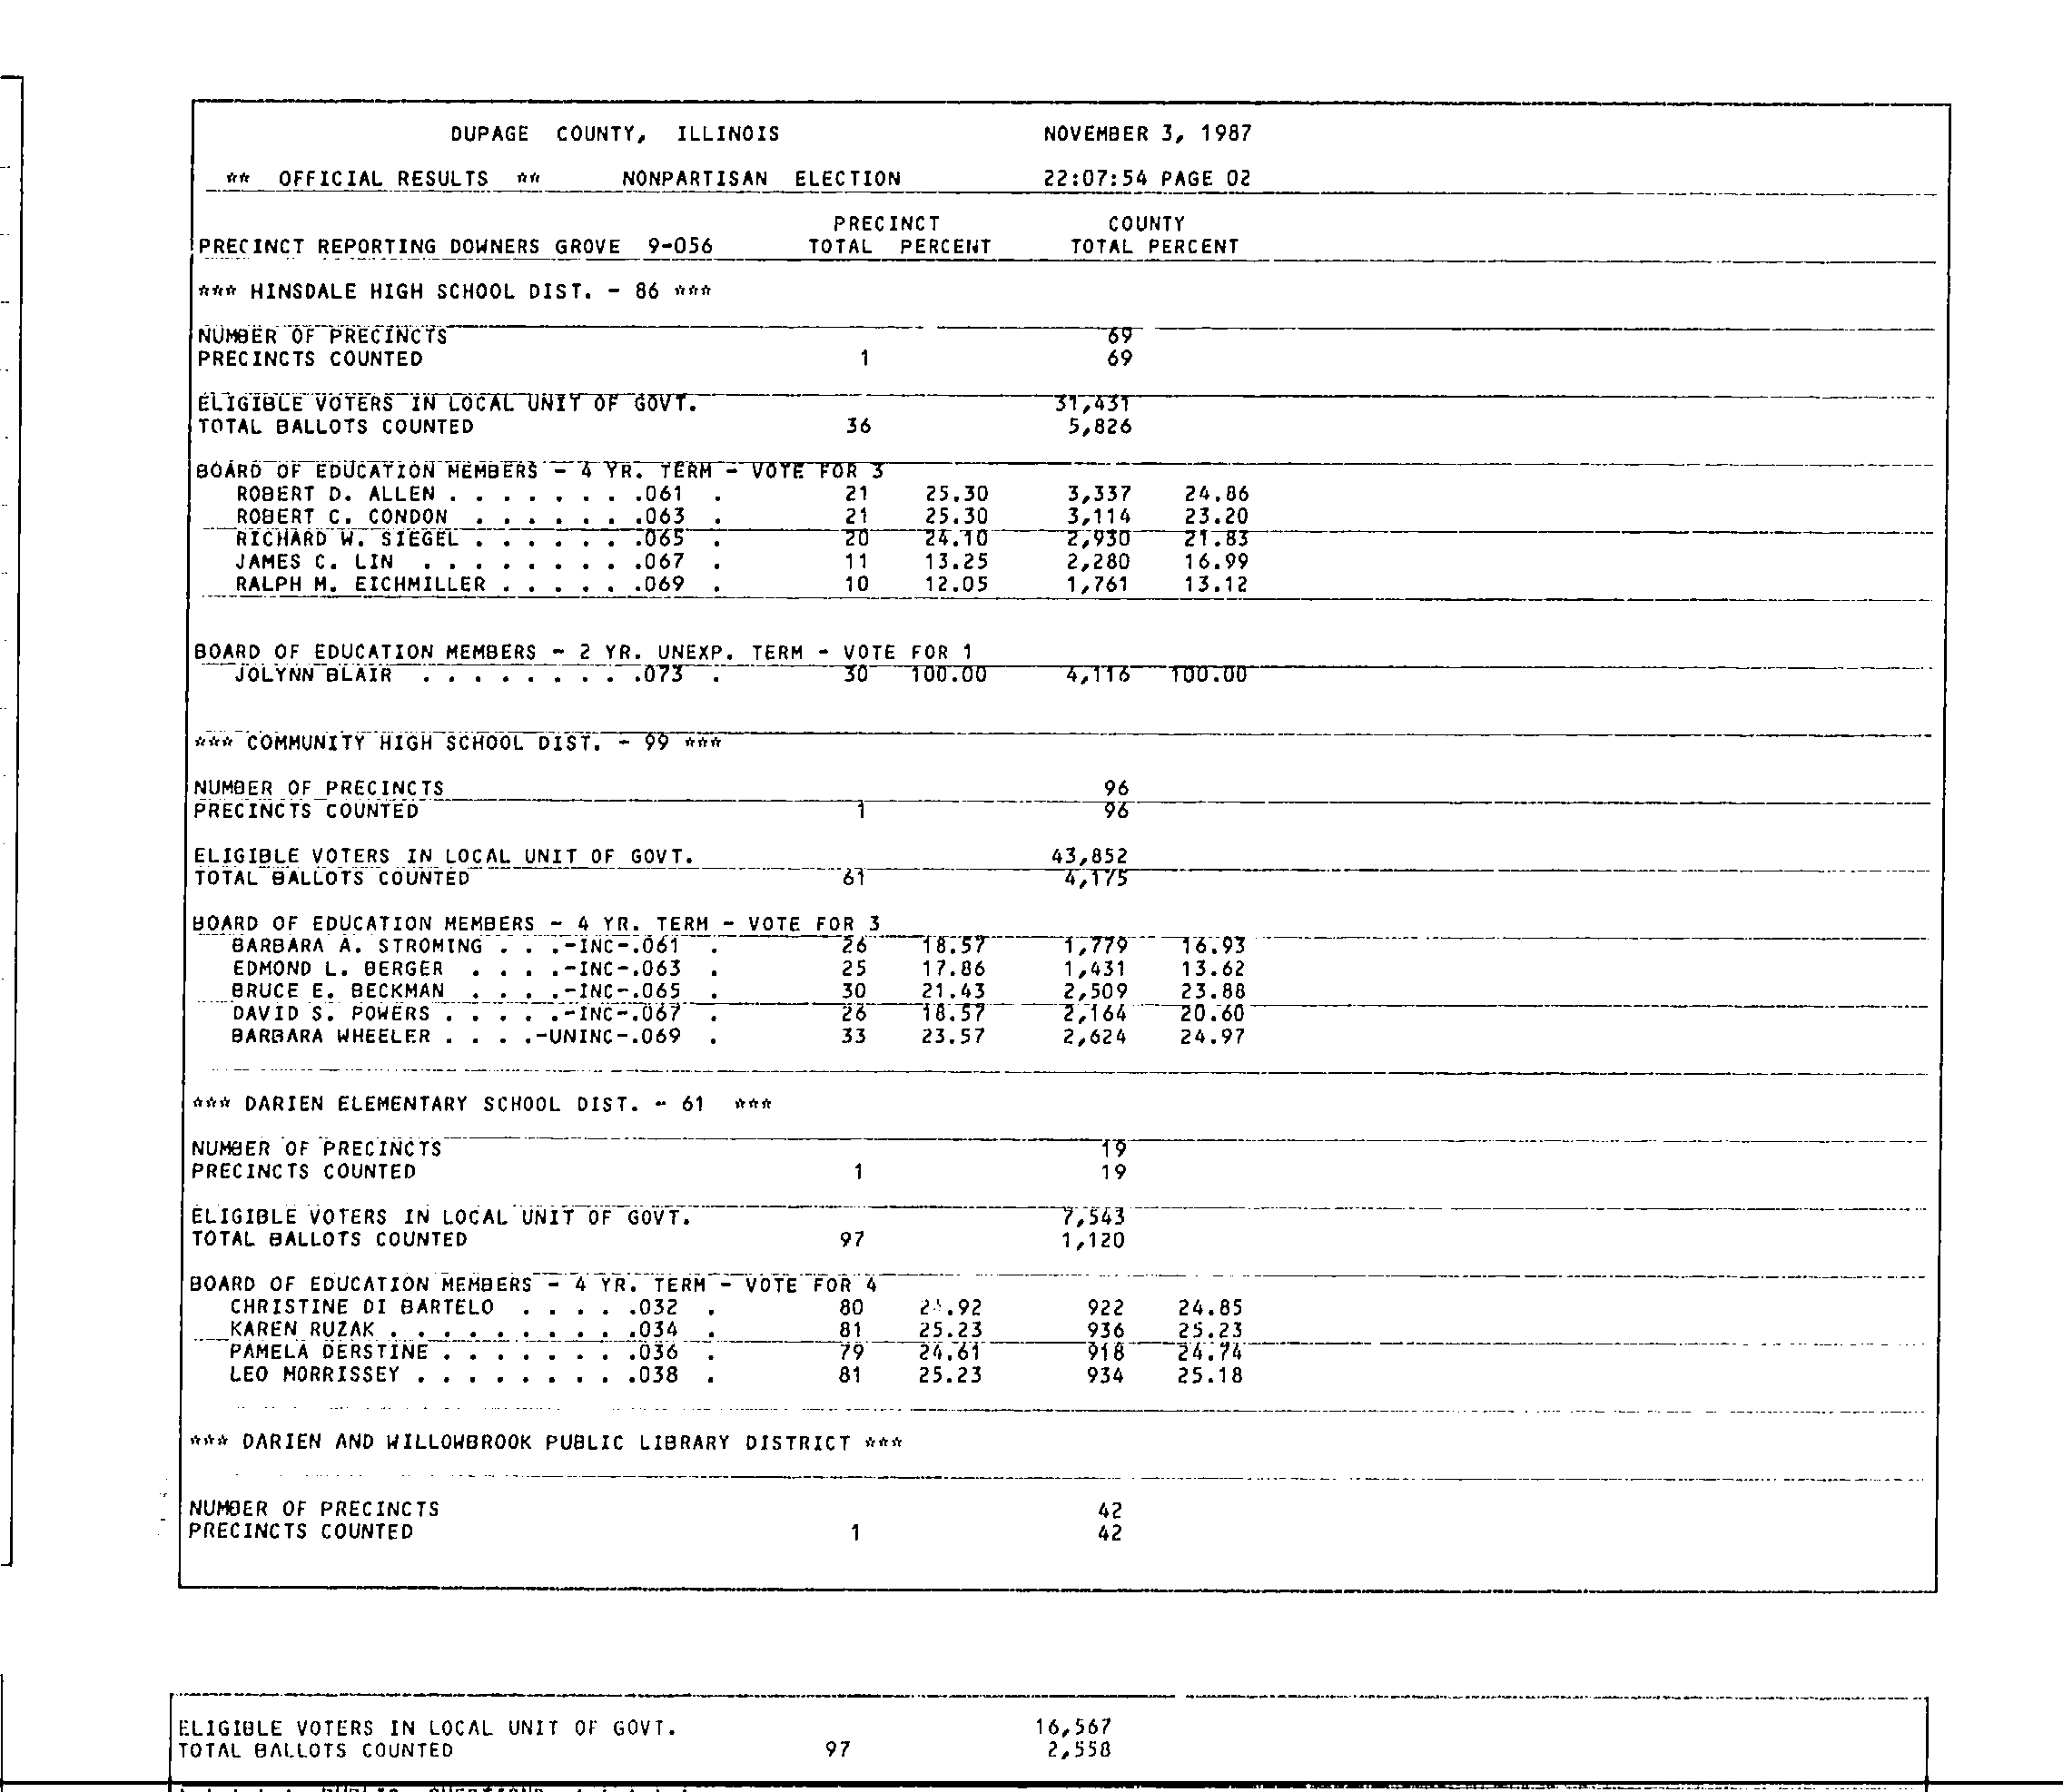 DUPAGE COUNTY, ILLINOIS NOVEMBER 3, 1987
** OFFICIAL RESULTS ** NONPARTISAN ELECTION 22:07:54 PAGE 02
PRECINCT COUNTY
PRECINCT REPORTING DOWNERS GROVE 9-056 TOTAL PERCENT TOTAL PERCENT
*** HINSDALE HIGH SCHOOL DIST. - 86 ***
NUMBER OF PRECINCTS 69
PRECINCTS COUNTED 1 69
ELIGIBLE VOTERS IN LOCAL UNIT OF GOVT. 31,431
TOTAL BALLOTS COUNTED 36 5,826
BOARD OF EDUCATION MEMBERS - 4 YR. TERM - VOTE FOR 3
ROBERT D. ALLEN . . . . . . . .061 . 21 25.30 3,337 24.86
ROBERT C. CONDON . . . . . . .063 . 21 25.30 3,114 23.20
RICHARD W. SIEGEL . . . . . . .065 . 20 24.10 2,930 21.83
JAMES C. LIN . . . . . . . . .067 . 11 13.25 2,280 16.99
RALPH M. EICHMILLER . . . . . .069 . 10 12.05 1,761 13.12
BOARD OF EDUCATION MEMBERS - 2 YR. UNEXP. TERM - VOTE FOR 1
JOLYNN BLAIR . . . . . . . . .073 . 30 100.00 4,116 100.00
*** COMMUNITY HIGH SCHOOL DIST. - 99 ***
NUMBER OF PRECINCTS 96
PRECINCTS COUNTED 1 96
ELIGIBLE VOTERS IN LOCAL UNIT OF GOVT. 43,852
TOTAL BALLOTS COUNTED 61 4,175
BOARD OF EDUCATION MEMBERS - 4 YR. TERM - VOTE FOR 3
BARBARA A. STROMING . . .-INC-.061 . 26 18.57 1,779 16.93
EDMOND L. BERGER . . . .-INC-.063 . 25 17.86 1,431 13.62
BRUCE E. BECKMAN . . . .-INC-.065 . 30 21.43 2,509 23.88
DAVID S. POWERS . . . . .-INC-.067 . 26 18.57 2,164 20.60
BARBARA WHEELER . . . .-UNINC-.069 . 33 23.57 2,624 24.97
*** DARIEN ELEMENTARY SCHOOL DIST. - 61 ***
NUMBER OF PRECINCTS 19
PRECINCTS COUNTED 1 19
ELIGIBLE VOTERS IN LOCAL UNIT OF GOVT. 7,543
TOTAL BALLOTS COUNTED 97 1,120
BOARD OF EDUCATION MEMBERS - 4 YR. TERM - VOTE FOR 4
CHRISTINE DI BARTELO . . . . .032 . 80 24.92 922 24.85
KAREN RUZAK . . . . . . . . . .034 . 81 25.23 936 25.23
PAMELA DERSTINE . . . . . . . .036 . 79 24.61 918 24.74
LEO MORRISSEY . . . . . . . . .038 . 81 25.23 934 25.18
*** DARIEN AND WILLOWBROOK PUBLIC LIBRARY DISTRICT ***
NUMBER OF PRECINCTS 42
PRECINCTS COUNTED 1 42
ELIGIBLE VOTERS IN LOCAL UNIT OF GOVT. 16,567
TOTAL BALLOTS COUNTED 97 2,558